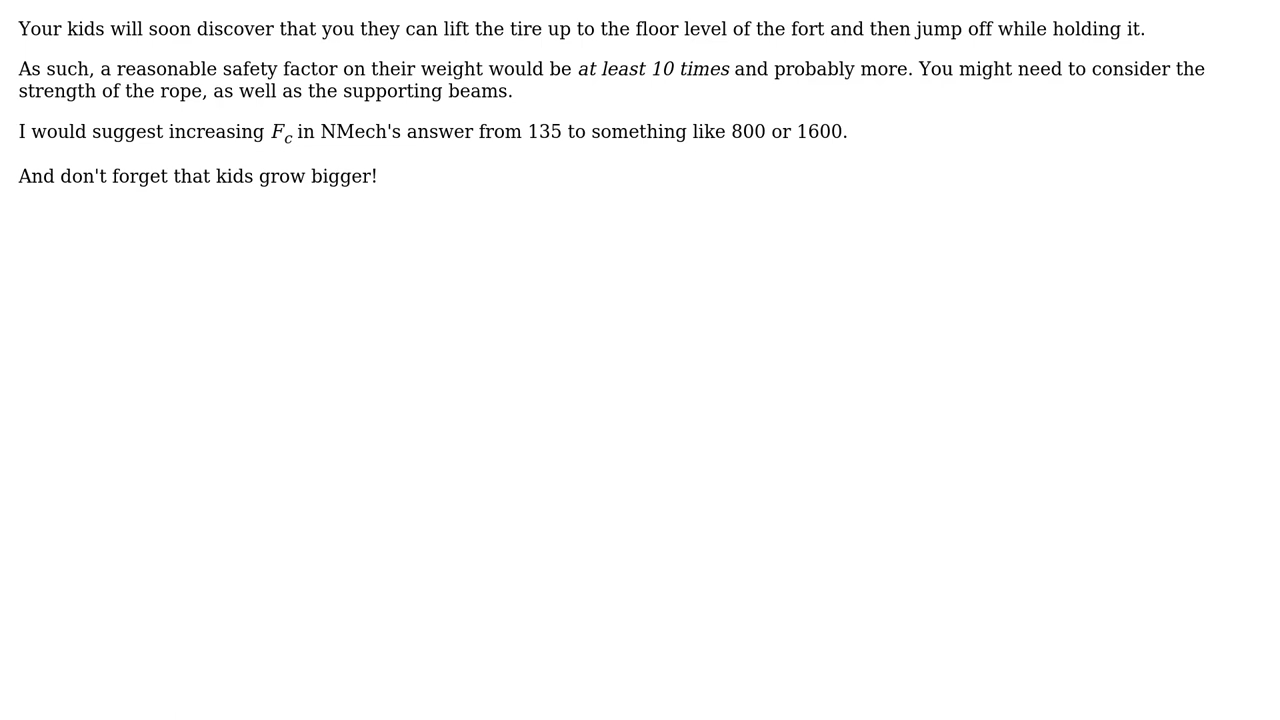 Your kids will soon discover that you they can lift the tire up to the floor level of the fort and then jump off while holding it.
As such, a reasonable safety factor on their weight would be at least 10 times and probably more. You might need to consider the
strength of the rope, as well as the supporting beams.
I would suggest increasing F_c in NMech's answer from 135 to something like 800 or 1600.
And don't forget that kids grow bigger!